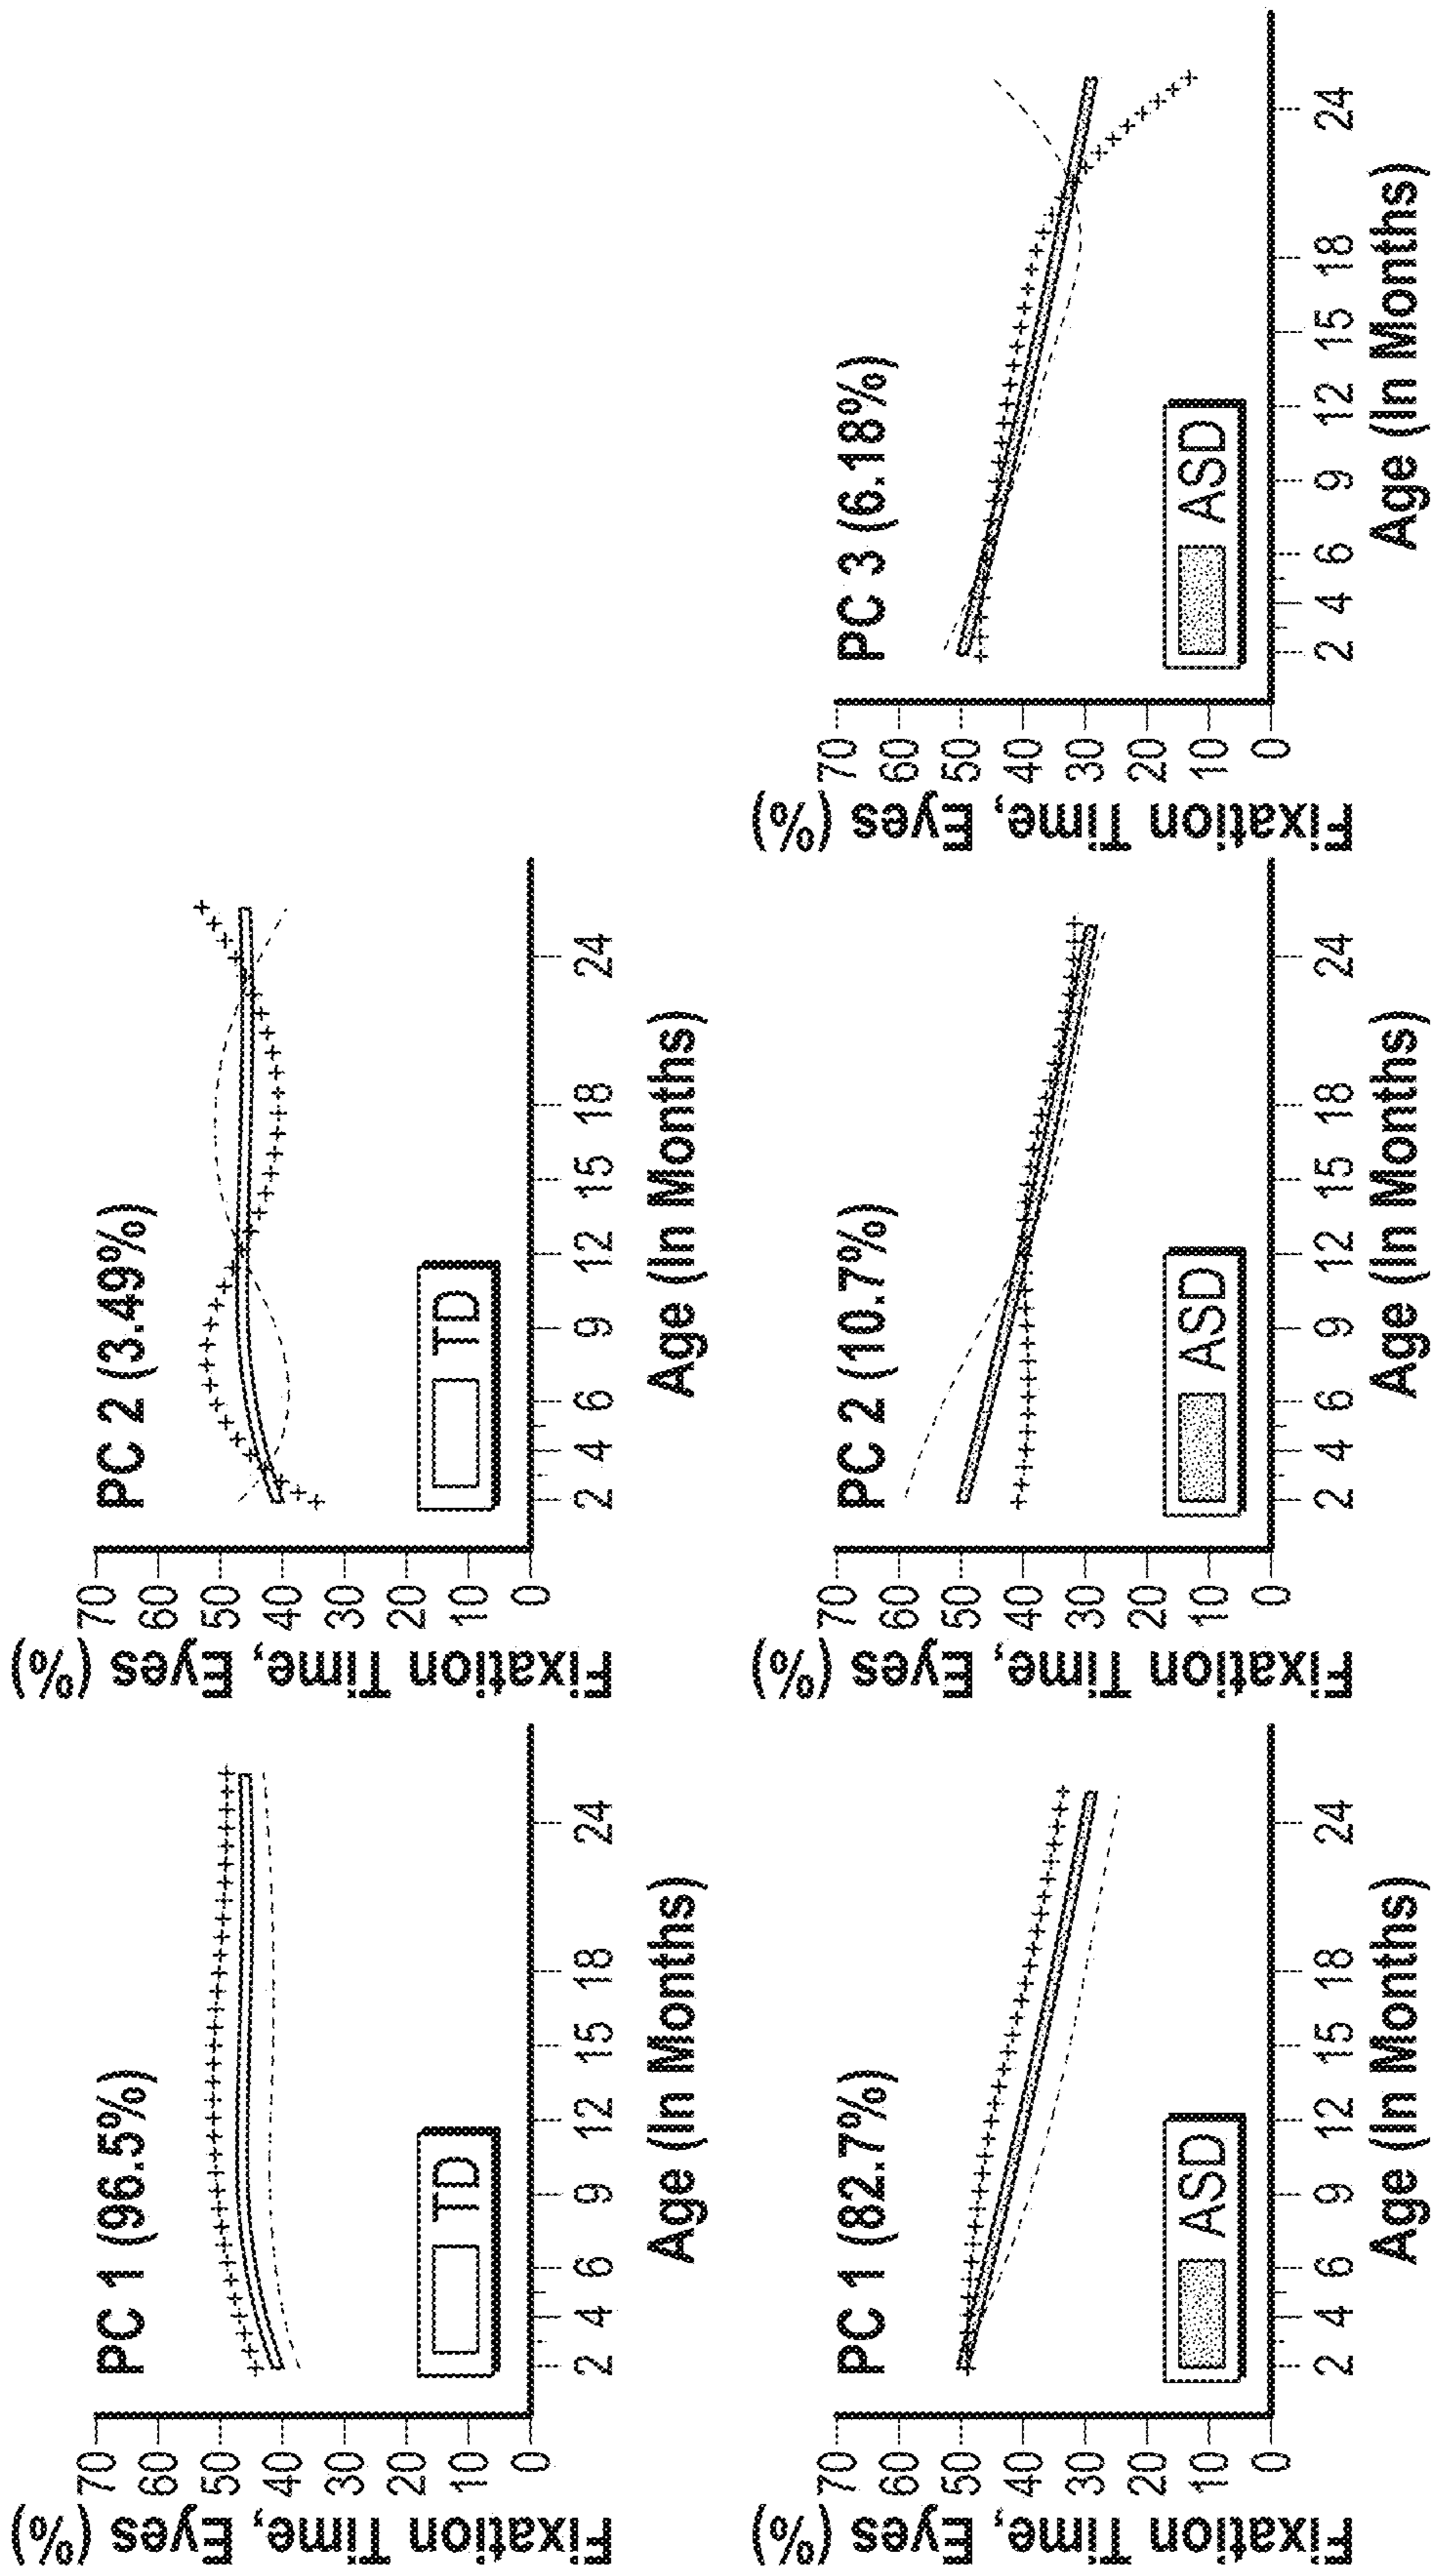 PC 1 (96.5%)
Fixation Time, Eyes (%)
70
60
50
40
30
20
10
0
TD
2 4 6 9 12 15 18 24
Age (In Months)
PC 2 (3.49%)
Fixation Time, Eyes (%)
70
60
50
40
30
20
10
0
TD
2 4 6 9 12 15 18 24
Age (In Months)
PC 1 (82.7%)
Fixation Time, Eyes (%)
70
60
50
40
30
20
10
0
ASD
2 4 6 9 12 15 18 24
Age (In Months)
PC 2 (10.7%)
Fixation Time, Eyes (%)
70
60
50
40
30
20
10
0
ASD
2 4 6 9 12 15 18 24
Age (In Months)
PC 3 (6.18%)
Fixation Time, Eyes (%)
70
60
50
40
30
20
10
0
ASD
2 4 6 9 12 15 18 24
Age (In Months)